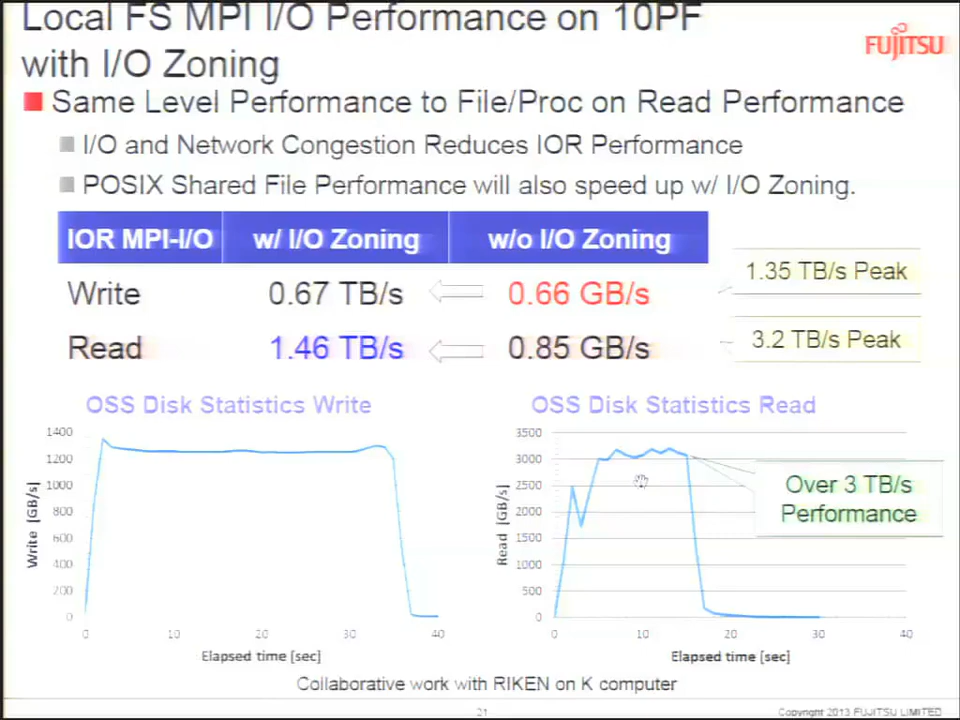 Local FS MPI I/O Performance on 10PF
with I/O Zoning
FUJITSU
Same Level Performance to File/Proc on Read Performance
I/O and Network Congestion Reduces IOR Performance
POSIX Shared File Performance will also speed up w/ I/O Zoning.
IOR MPI-I/O w/ I/O Zoning w/o I/O Zoning
Write 0.67 TB/s 0.66 GB/s
1.35 TB/s Peak
Read 1.46 TB/s 0.85 GB/s
3.2 TB/s Peak
OSS Disk Statistics Write
1400
1200
1000
800
600
400
200
0
Write [GB/s]
0 10 20 30 40
Elapsed time [sec]
OSS Disk Statistics Read
3500
3000
2500
2000
1500
1000
500
0
Read [GB/s]
0 10 20 30 40
Elapsed time [sec]
Over 3 TB/s
Performance
Collaborative work with RIKEN on K computer
21
Copyright 2013 FUJITSU LIMITED